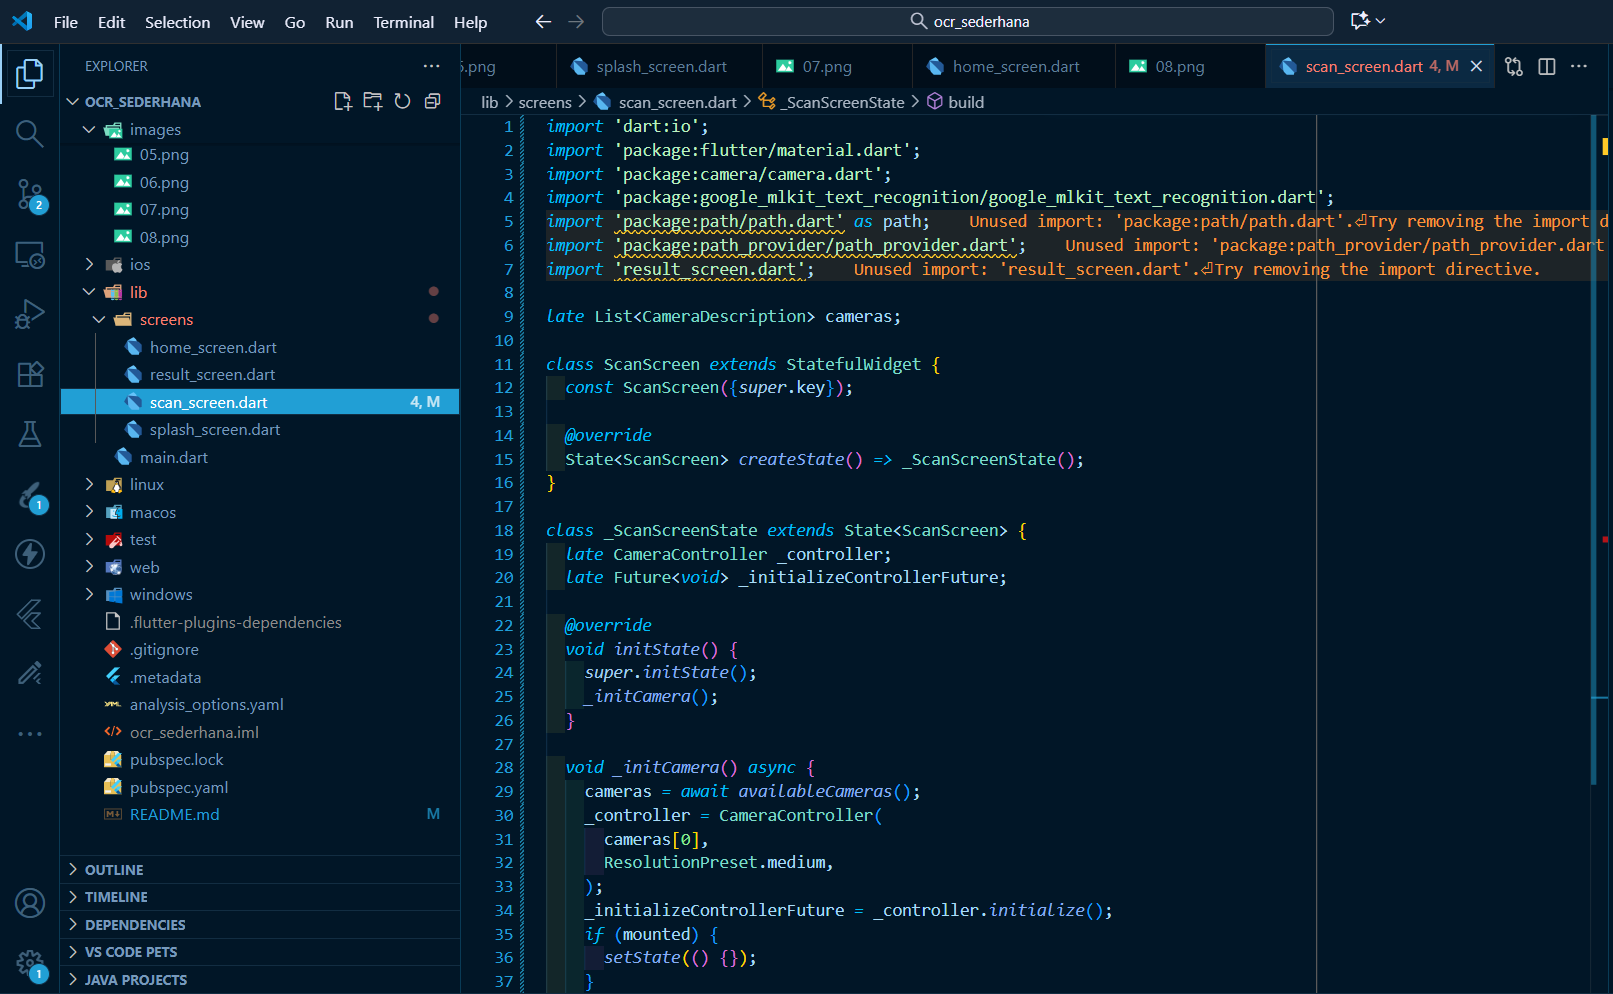 File Edit Selection View Go Run Terminal Help
ocr_sederhana
EXPLORER
OCR_SEDERHANA
images
05.png
06.png
07.png
08.png
ios
lib
screens
home_screen.dart
result_screen.dart
scan_screen.dart 4, M
splash_screen.dart
main.dart
linux
macos
test
web
windows
.flutter-plugins-dependencies
.gitignore
.metadata
analysis_options.yaml
ocr_sederhana.iml
pubspec.lock
pubspec.yaml
README.md M
OUTLINE
TIMELINE
DEPENDENCIES
VS CODE PETS
JAVA PROJECTS
2
1
1
.png splash_screen.dart 07.png home_screen.dart 08.png scan_screen.dart 4, M
lib > screens > scan_screen.dart > _ScanScreenState > build
1 import 'dart:io';
2 import 'package:flutter/material.dart';
3 import 'package:camera/camera.dart';
4 import 'package:google_mlkit_text_recognition/google_mlkit_text_recognition.dart';
5 import 'package:path/path.dart' as path; Unused import: 'package:path/path.dart'.⏎Try removing the import d
6 import 'package:path_provider/path_provider.dart'; Unused import: 'package:path_provider/path_provider.dart
7 import 'result_screen.dart'; Unused import: 'result_screen.dart'.⏎Try removing the import directive.
8
9 late List<CameraDescription> cameras;
10
11 class ScanScreen extends StatefulWidget {
12 const ScanScreen({super.key});
13
14 @override
15 State<ScanScreen> createState() => _ScanScreenState();
16 }
17
18 class _ScanScreenState extends State<ScanScreen> {
19 late CameraController _controller;
20 late Future<void> _initializeControllerFuture;
21
22 @override
23 void initState() {
24 super.initState();
25 _initCamera();
26 }
27
28 void _initCamera() async {
29 cameras = await availableCameras();
30 _controller = CameraController(
31 cameras[0],
32 ResolutionPreset.medium,
33 );
34 _initializeControllerFuture = _controller.initialize();
35 if (mounted) {
36 setState(() {});
37 }